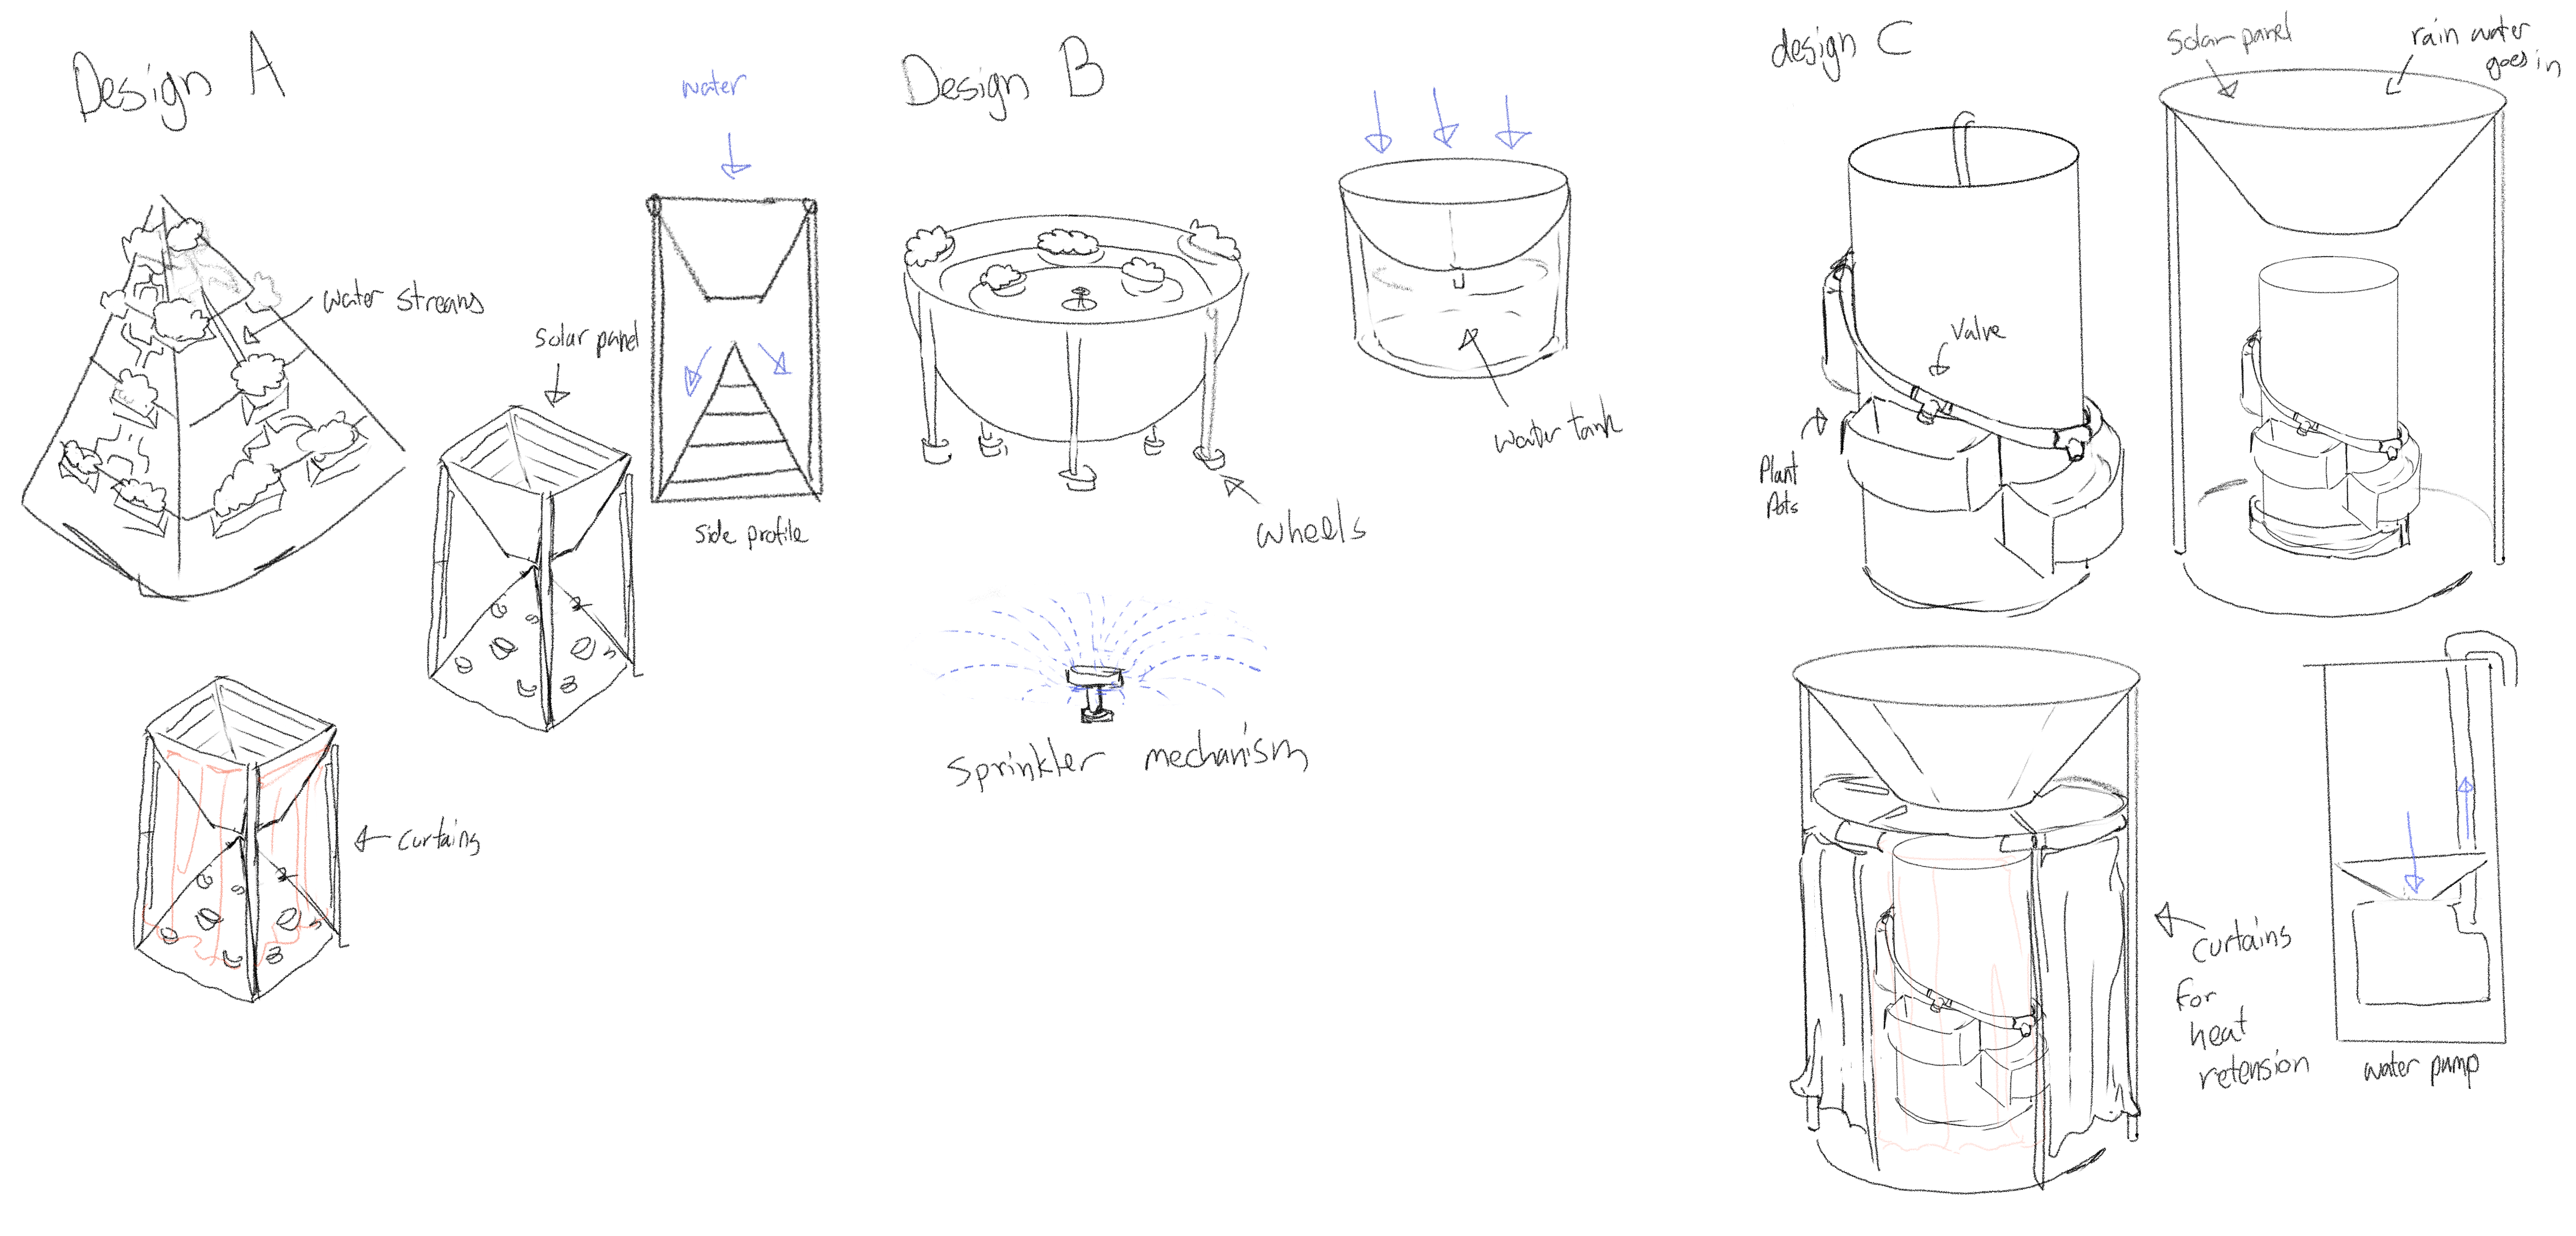 Design A
water streams
water
side profile
solar panel
curtains
Design B
wheels
water tank
sprinkler mechanism
design C
valve
Plant
Pots
solar panel
rain water
goes in
curtains
for
heat
retension
water pump